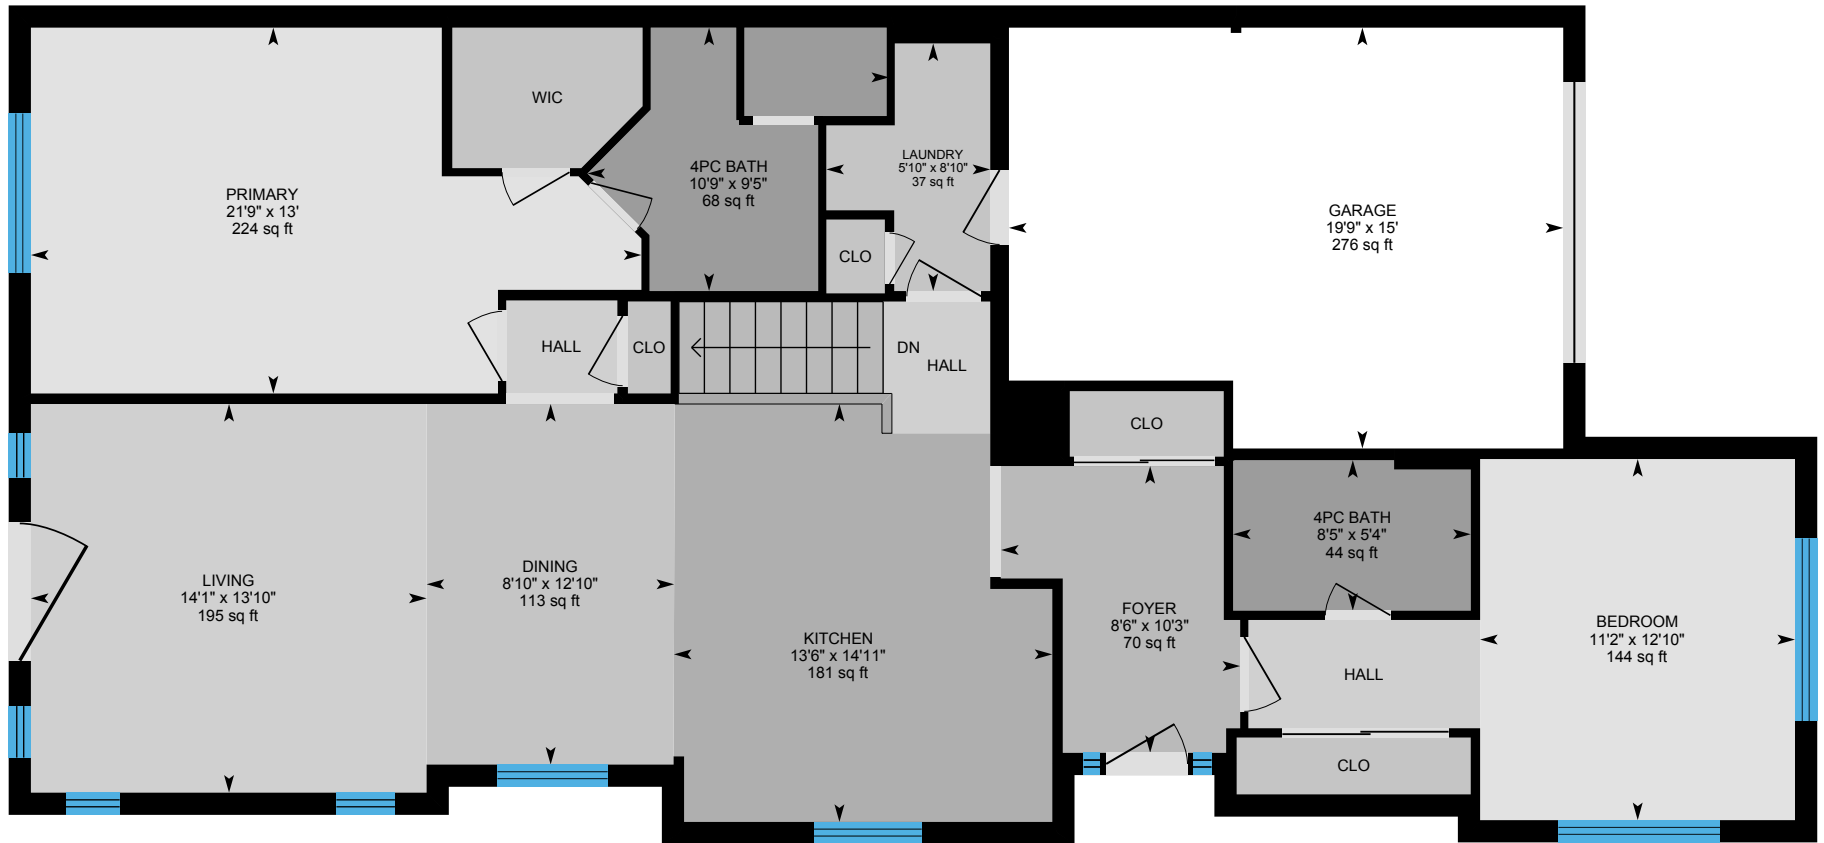 WIC
PRIMARY
21'9" x 13'
224 sq ft
4PC BATH
10'9" x 9'5"
68 sq ft
LAUNDRY
5'10" x 8'10"
37 sq ft
CLO
GARAGE
19'9" x 15'
276 sq ft
HALL
CLO
DN
HALL
CLO
LIVING
14'1" x 13'10"
195 sq ft
DINING
8'10" x 12'10"
113 sq ft
KITCHEN
13'6" x 14'11"
181 sq ft
FOYER
8'6" x 10'3"
70 sq ft
4PC BATH
8'5" x 5'4"
44 sq ft
HALL
CLO
BEDROOM
11'2" x 12'10"
144 sq ft